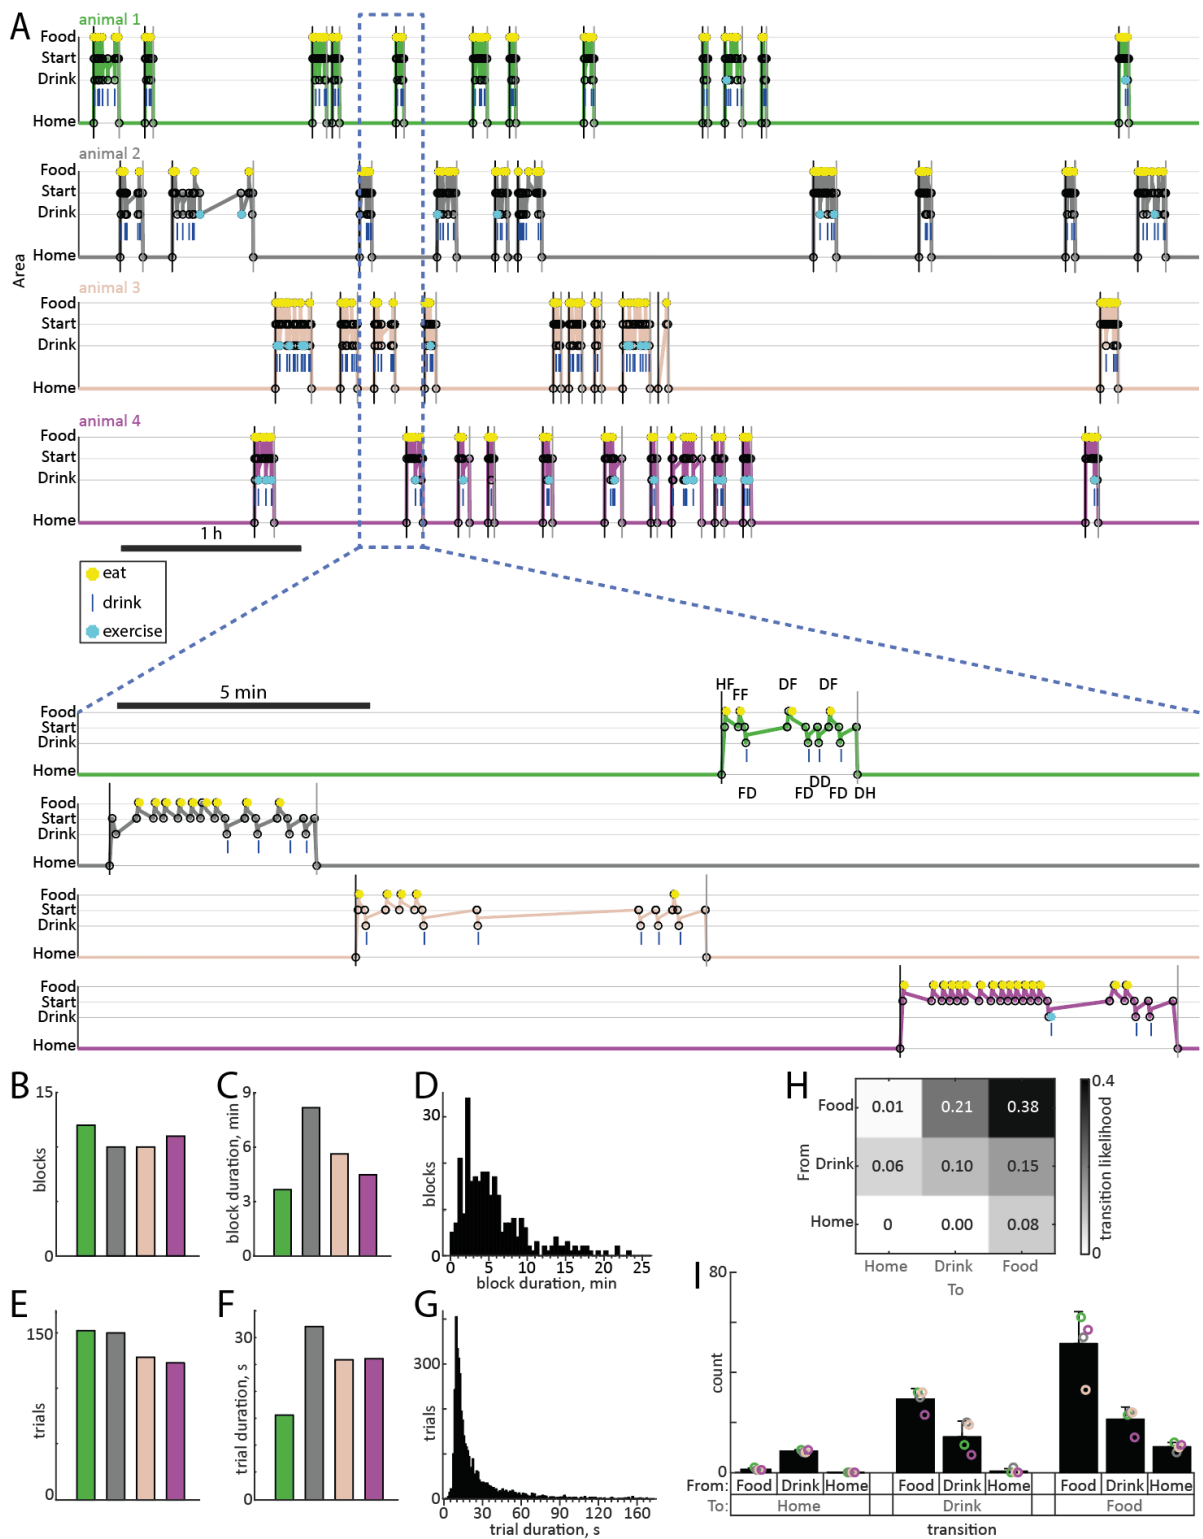 A
animal 1
Food
Start
Drink
Home
animal 2
Food
Start
Drink
Home
Area
animal 3
Food
Start
Drink
Home
animal 4
Food
Start
Drink
Home
1 h
eat
drink
exercise
5 min
HF
FF
DF
DF
Food
Start
Drink
Home
FD
FD
DD
FD
DH
Food
Start
Drink
Home
Food
Start
Drink
Home
Food
Start
Drink
Home
B
15
blocks
0
C
9
6
3
0
block duration, min
D
30
blocks
0
0 5 10 15 20 25
block duration, min
H
Food 0.01 0.21 0.38
Drink 0.06 0.10 0.15
Home 0 0.00 0.08
From
Home Drink Food
To
0.4
0
transition likelihood
E
150
trials
0
F
30
trial duration, s
0
G
300
trials
0
0 30 60 90 120 160
trial duration, s
I
80
count
0
From: Food Drink Home Food Drink Home Food Drink Home
To: Home Drink Food
transition